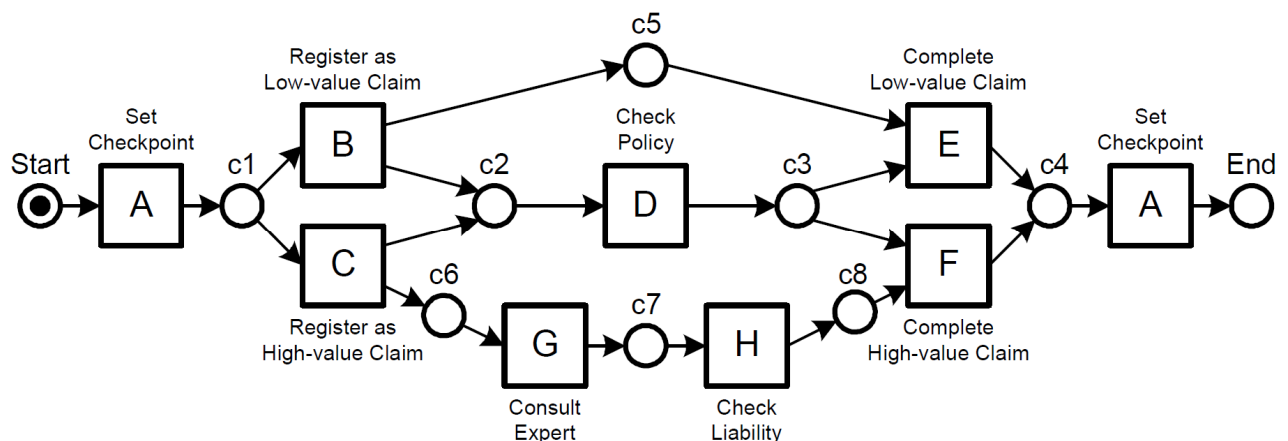 c5
Register as
Low-value Claim
Complete
Low-value Claim
Set
Checkpoint
Check
Policy
Set
Checkpoint
Start
c1
B
c2
c3
E
c4
End
A
D
A
C
c6
c7
c8
F
Register as
High-value Claim
G
H
Complete
High-value Claim
Consult
Expert
Check
Liability